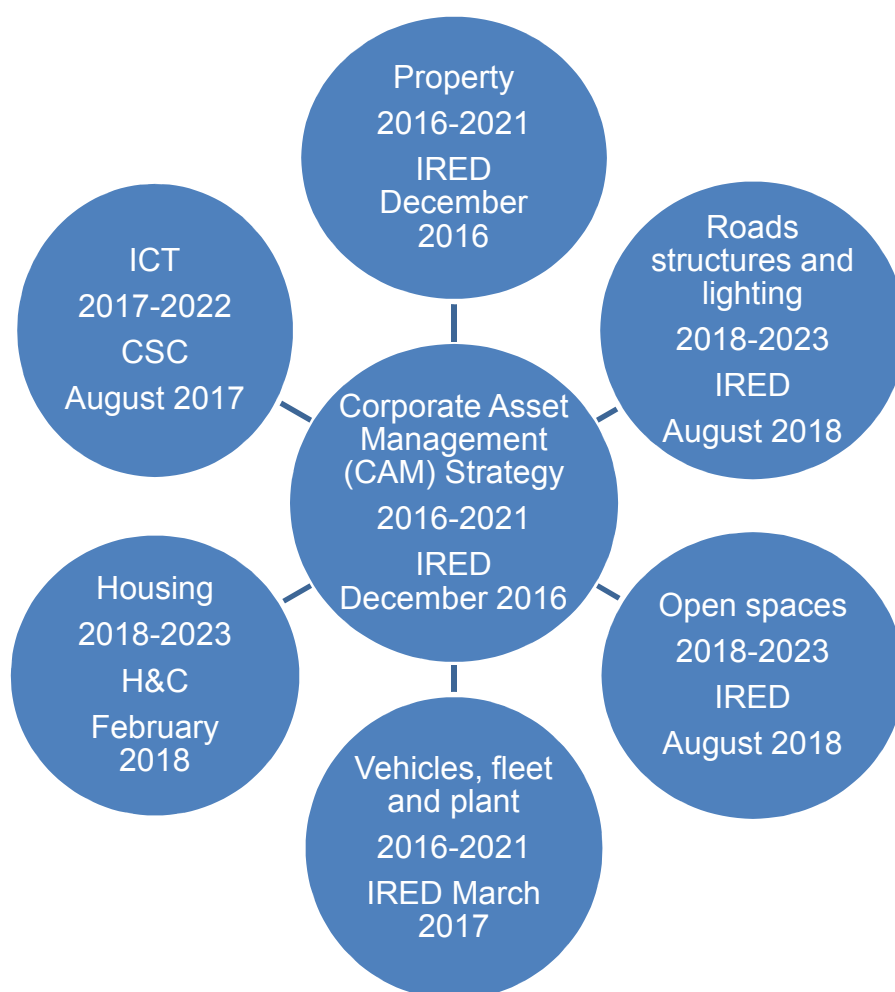 Property
2016-2021
IRED
December
2016
Roads
structures and
lighting
2018-2023
IRED
August 2018
ICT
2017-2022
CSC
August 2017
Corporate Asset
Management
(CAM) Strategy
2016-2021
IRED
December 2016
Housing
2018-2023
H&C
February
2018
Open spaces
2018-2023
IRED
August 2018
Vehicles, fleet
and plant
2016-2021
IRED March
2017